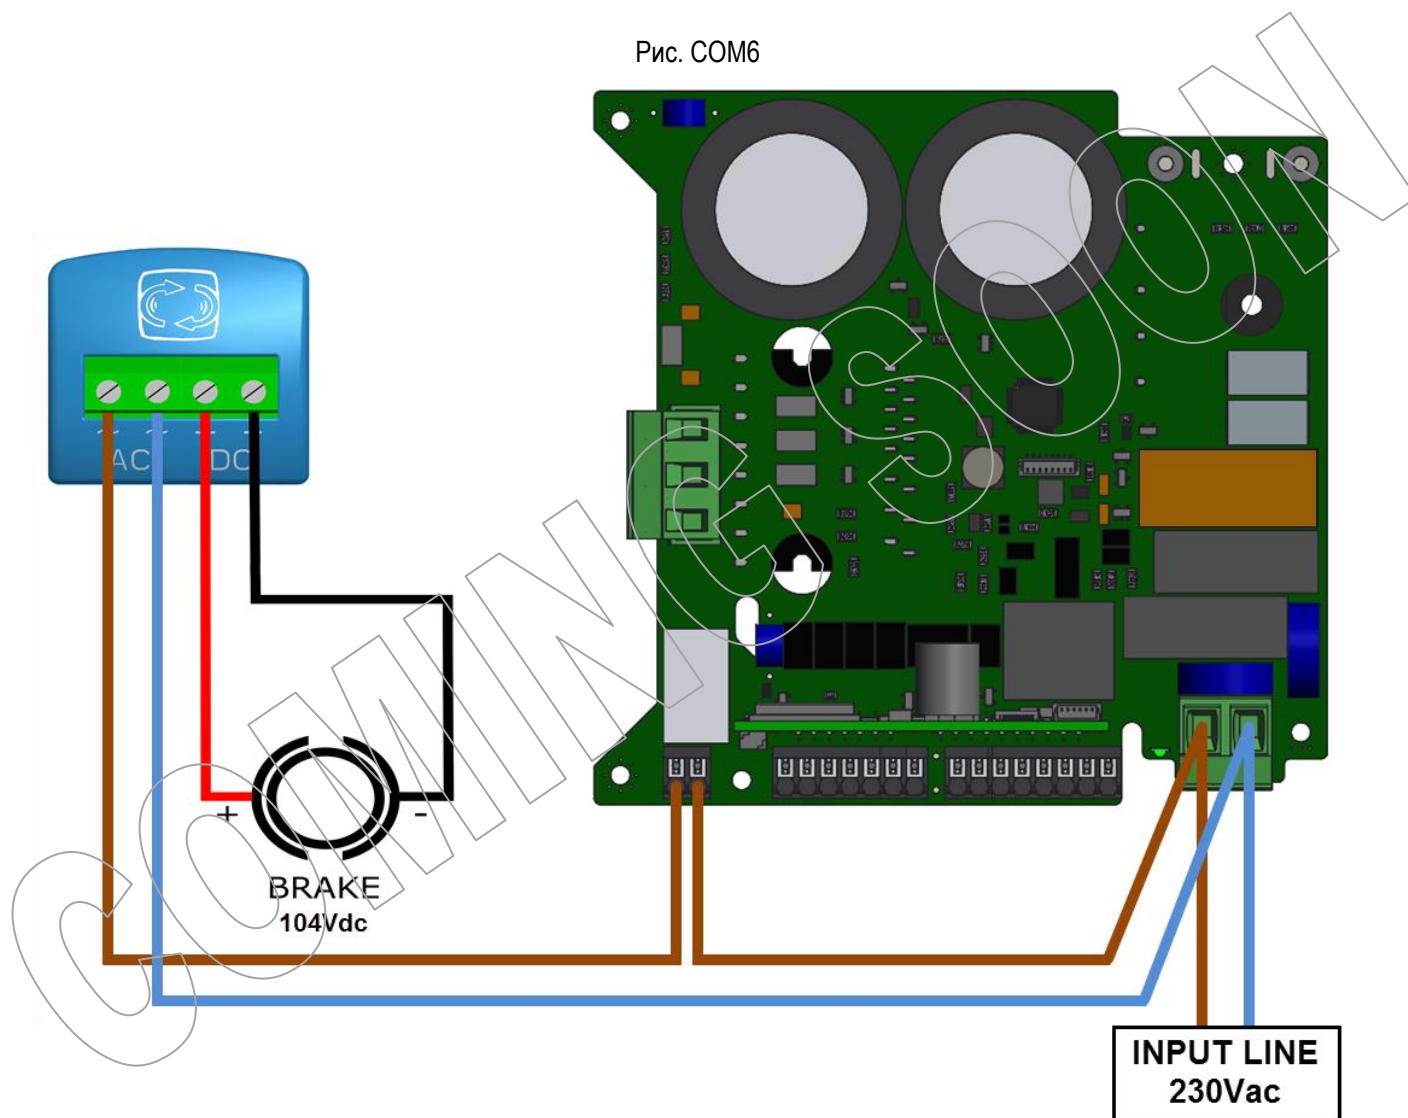 Рис. COM6
COMING SOON
AC DC
+ -
BRAKE
104Vdc
INPUT LINE
230Vac